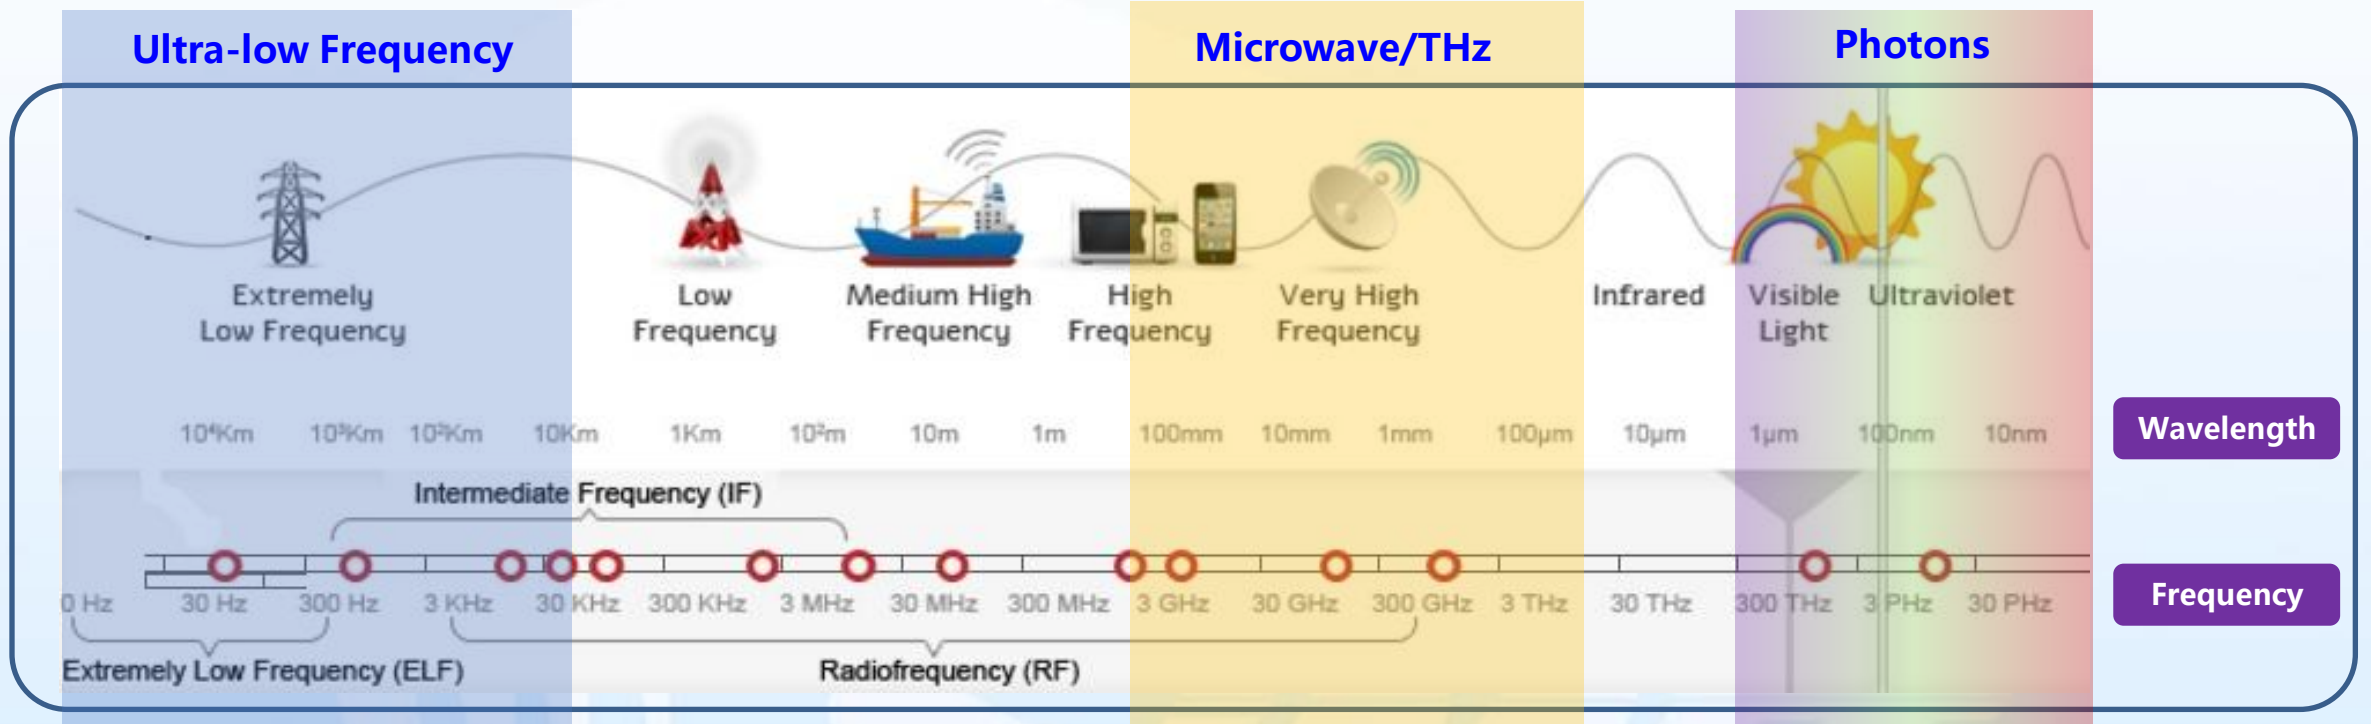 Ultra-low Frequency
Microwave/THz
Photons
Extremely
Low Frequency
Low
Frequency
Medium High
Frequency
High
Frequency
Very High
Frequency
Infrared
Visible
Light
Ultraviolet
10⁴Km 10³Km 10²Km 10Km 1Km 10²m 10m 1m 100mm 10mm 1mm 100µm 10µm 1µm 100nm 10nm
Wavelength
Intermediate Frequency (IF)
0 Hz 30 Hz 300 Hz 3 KHz 30 KHz 300 KHz 3 MHz 30 MHz 300 MHz 3 GHz 30 GHz 300 GHz 3 THz 30 THz 300 THz 3 PHz 30 PHz
Frequency
Extremely Low Frequency (ELF)
Radiofrequency (RF)